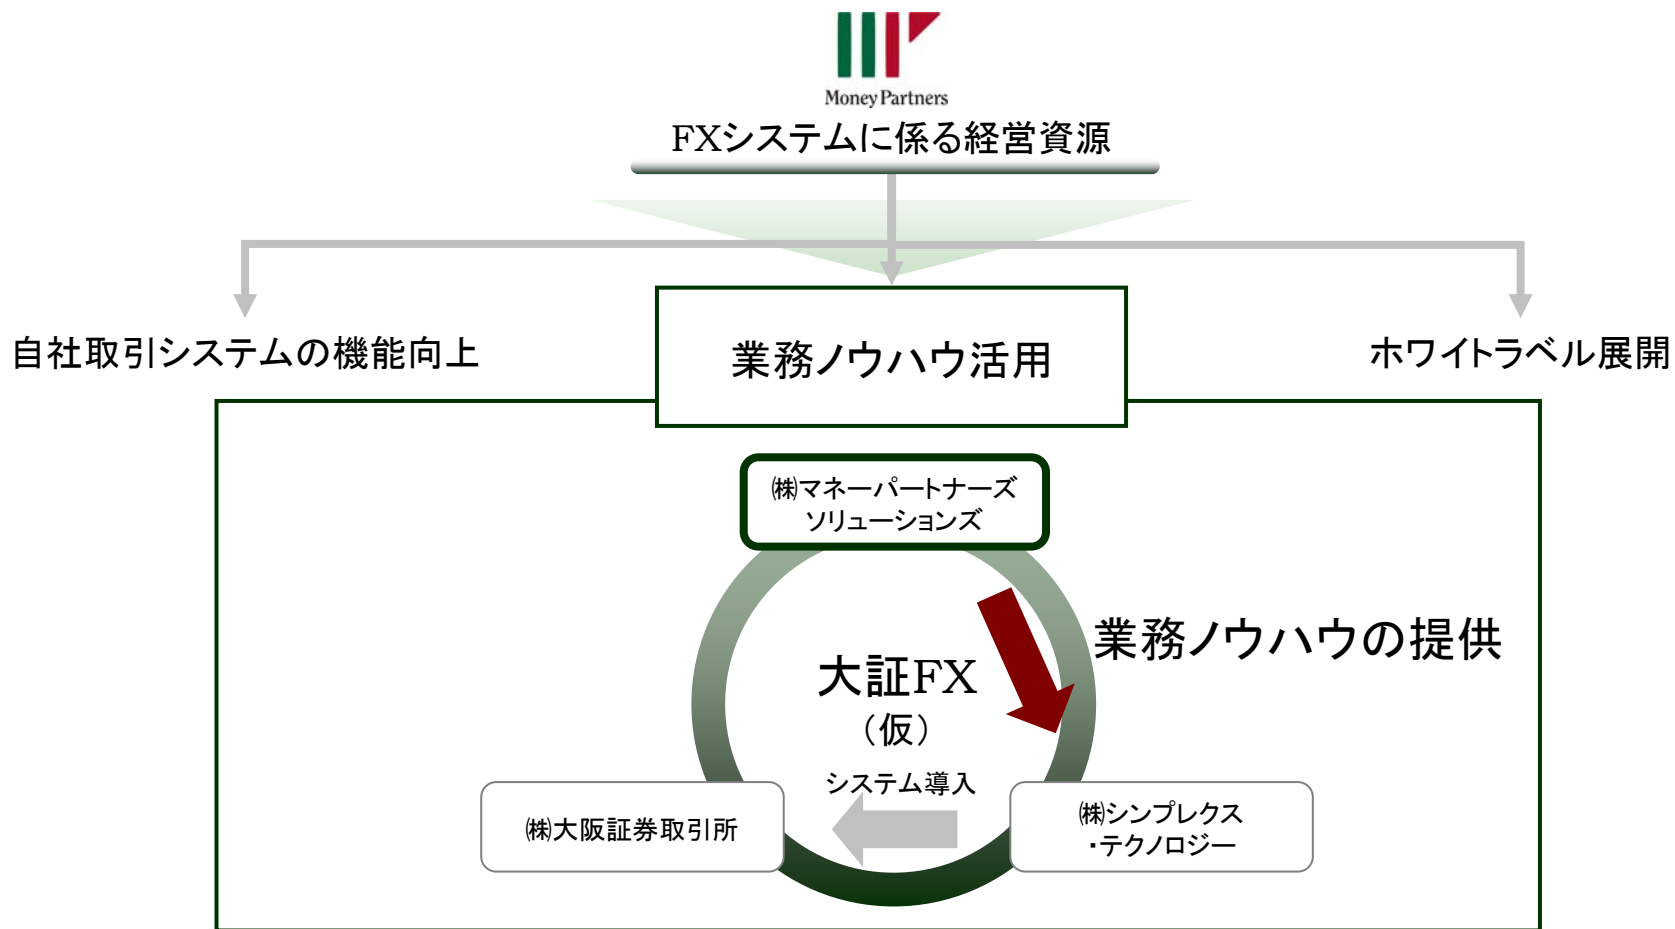 Money Partners
FXシステムに係る経営資源
自社取引システムの機能向上
業務ノウハウ活用
ホワイトラベル展開
㈱マネーパートナーズ
ソリューションズ
業務ノウハウの提供
大証FX
（仮）
システム導入
㈱大阪証券取引所
㈱シンプレクス
・テクノロジー